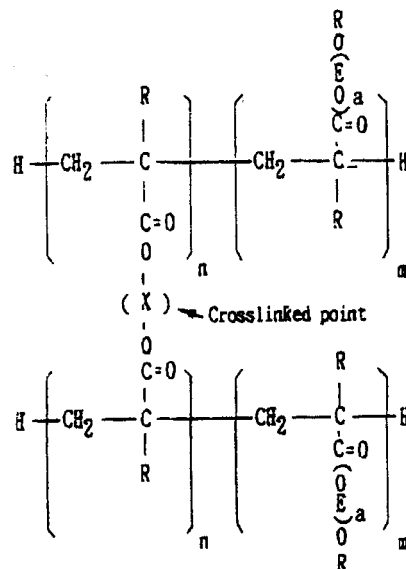 R
O
(E
O)a
R C=O
H CH₂ C CH₂ C H
C=O R
O n m
(X) Crosslinked point
O
C=O R
H CH₂ C CH₂ C H
R C=O
(O
E)a
n O m
R